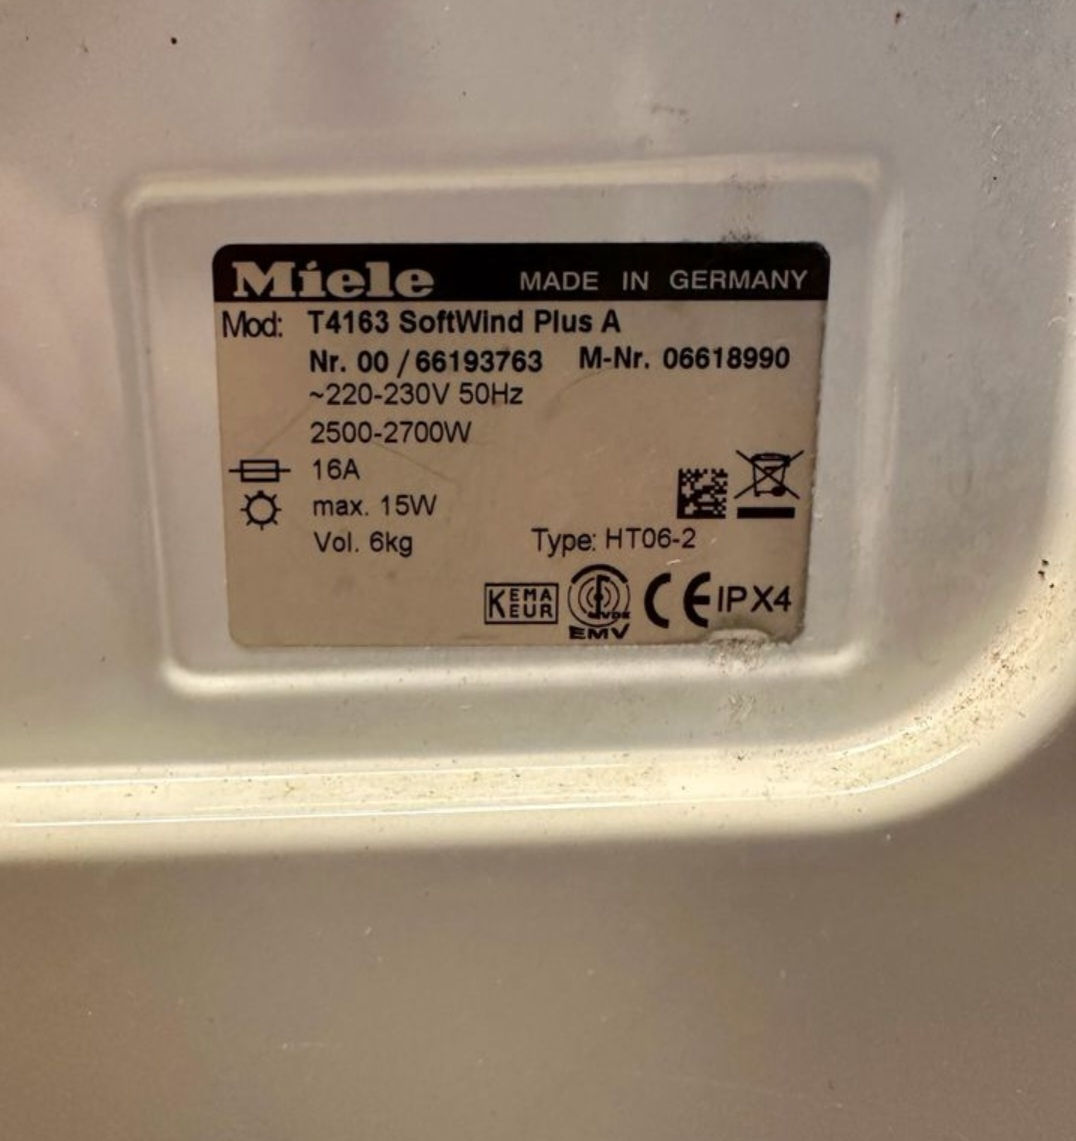 Miele MADE IN GERMANY
Mod: T4163 SoftWind Plus A
Nr. 00 / 66193763 M-Nr. 06618990
~220-230V 50Hz
2500-2700W
16A
max. 15W
Vol. 6kg Type: HT06-2
KEMA KEUR VDE CE IPX4
EMV